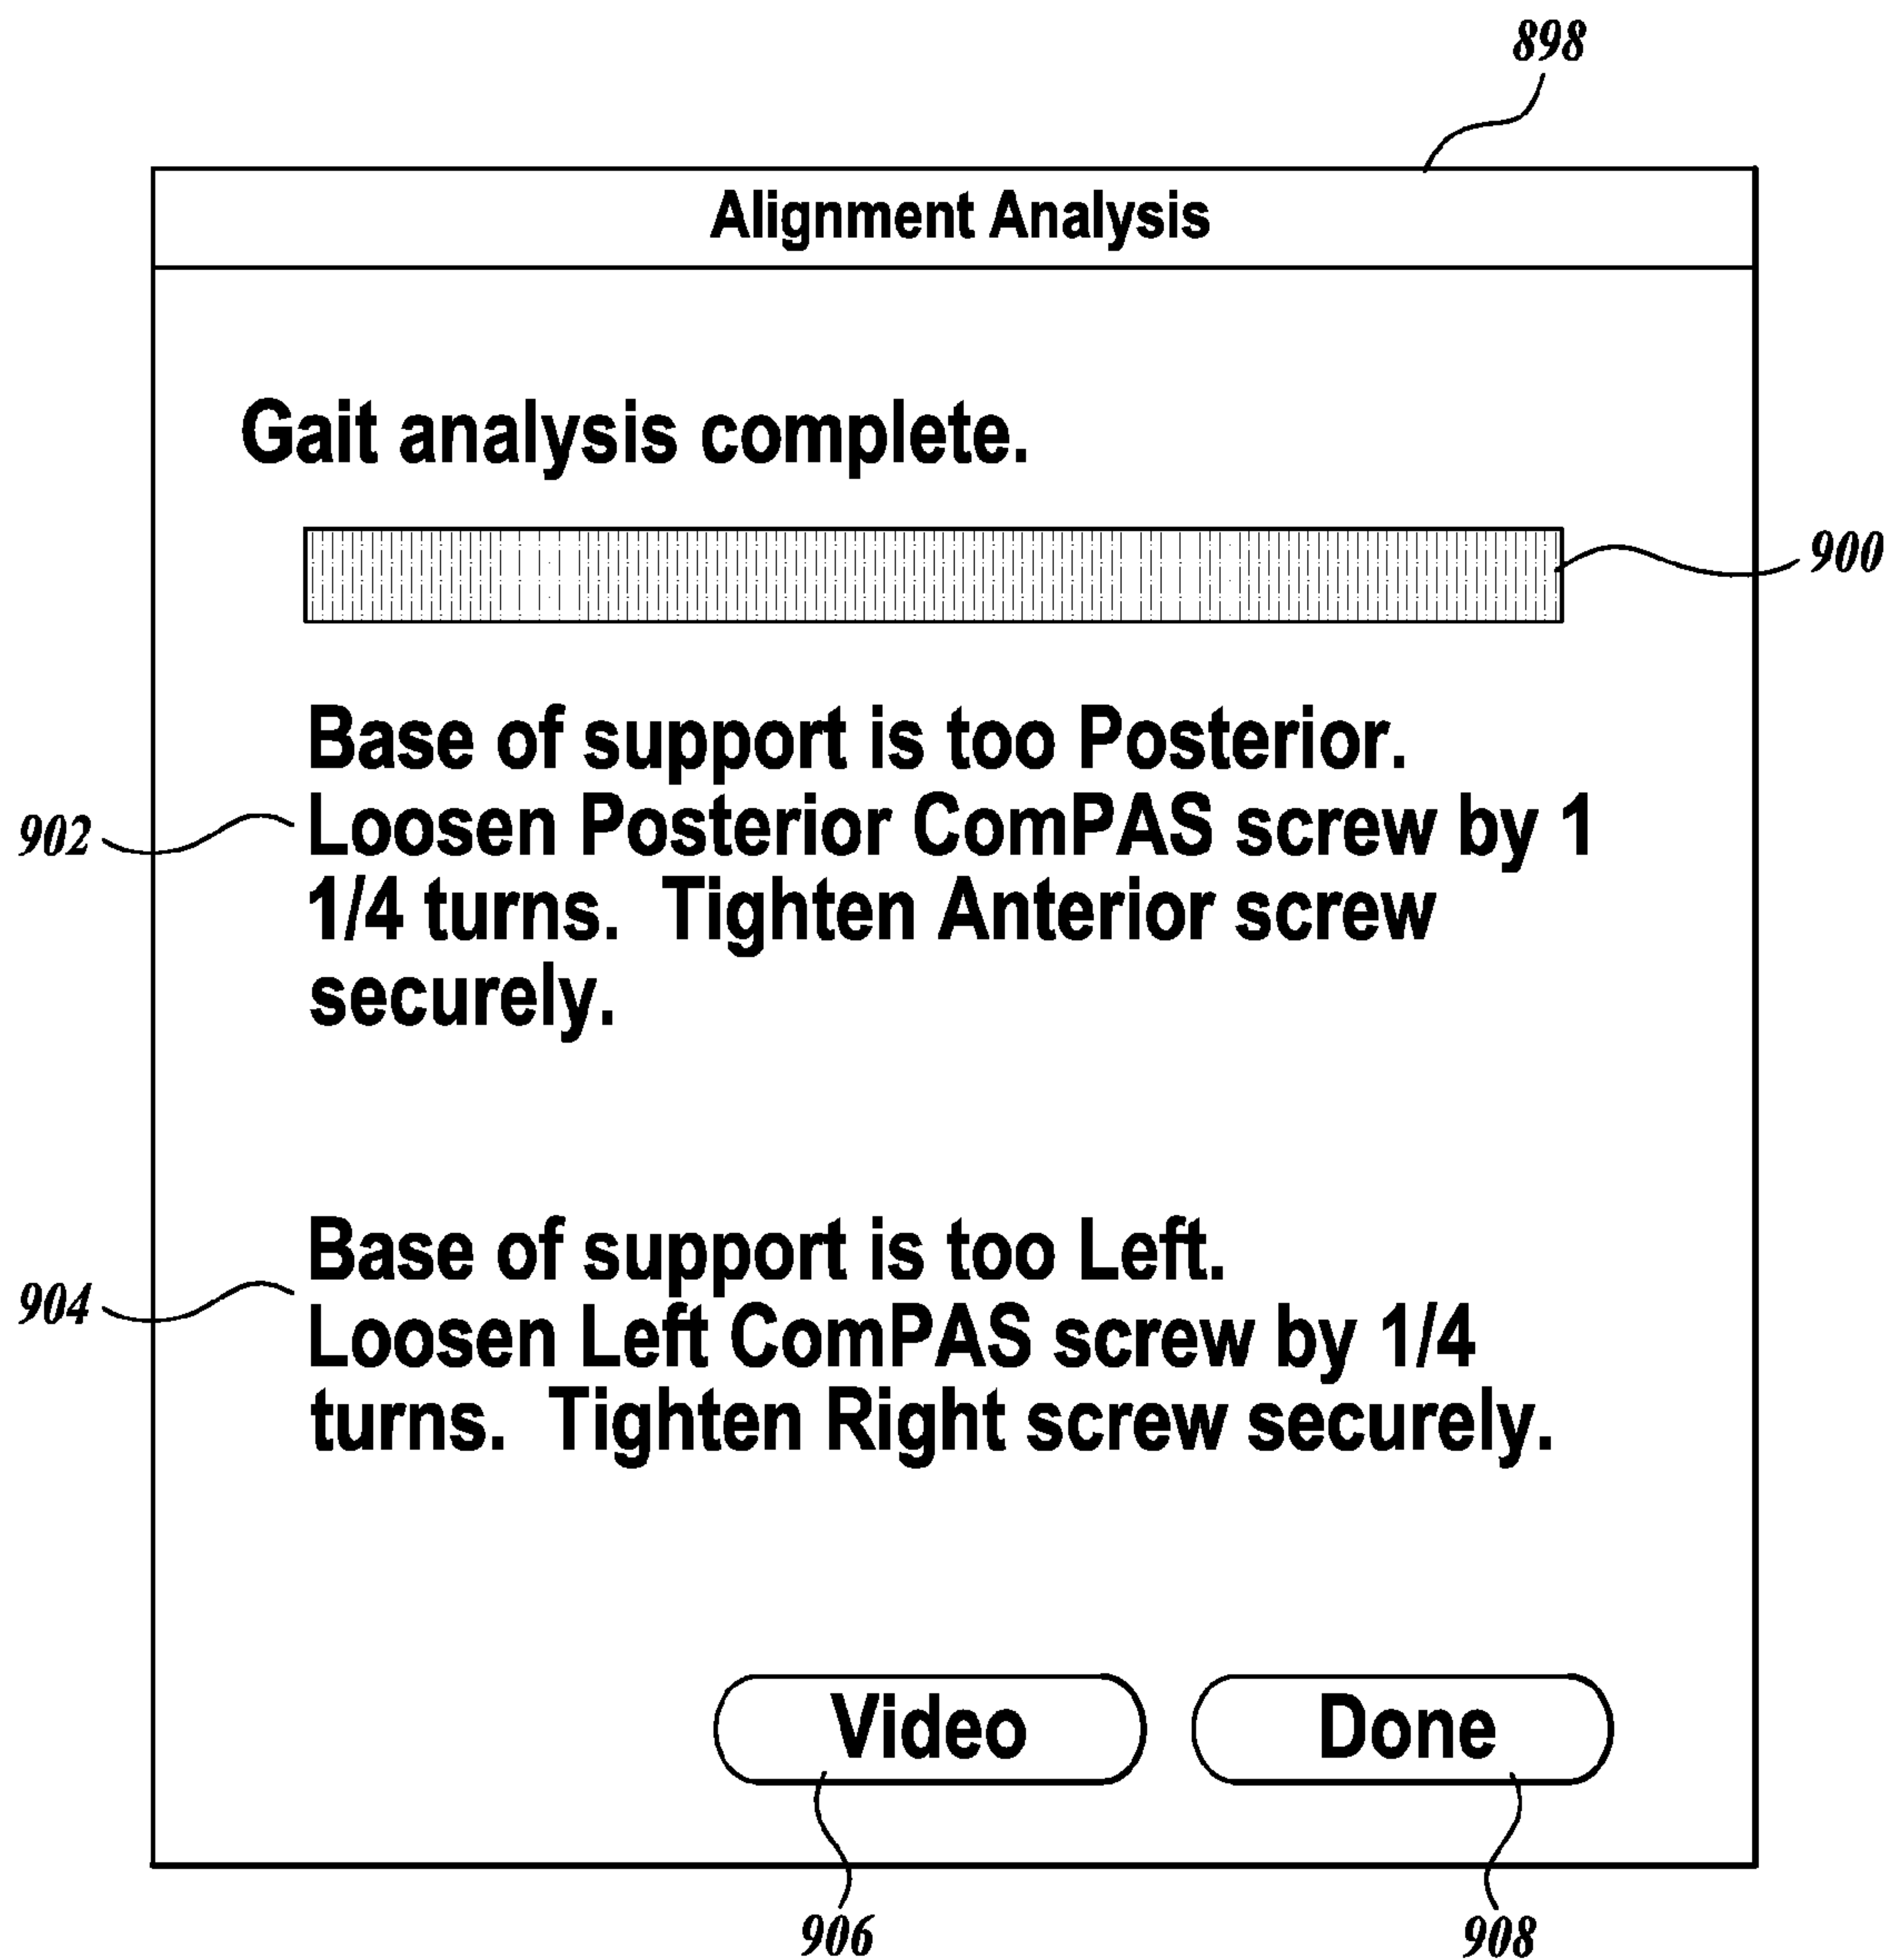 898
Alignment Analysis
Gait analysis complete.
900
Base of support is too Posterior.
902
Loosen Posterior ComPAS screw by 1
1/4 turns.  Tighten Anterior screw
securely.
Base of support is too Left.
904
Loosen Left ComPAS screw by 1/4
turns.  Tighten Right screw securely.
Video
Done
906
908